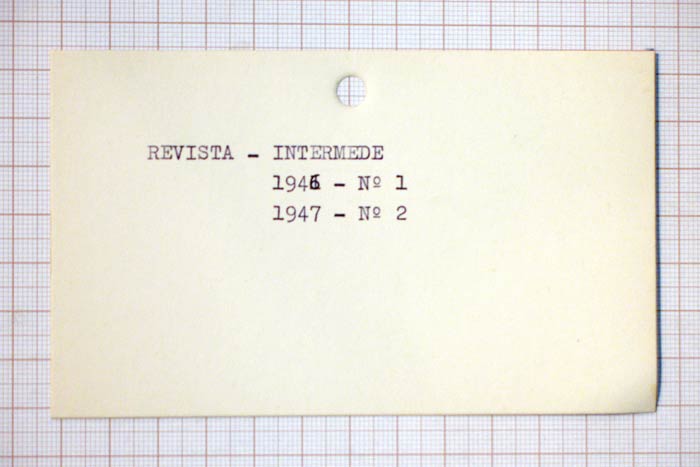 REVISTA - INTERMEDE
1946 - Nº 1
1947 - Nº 2